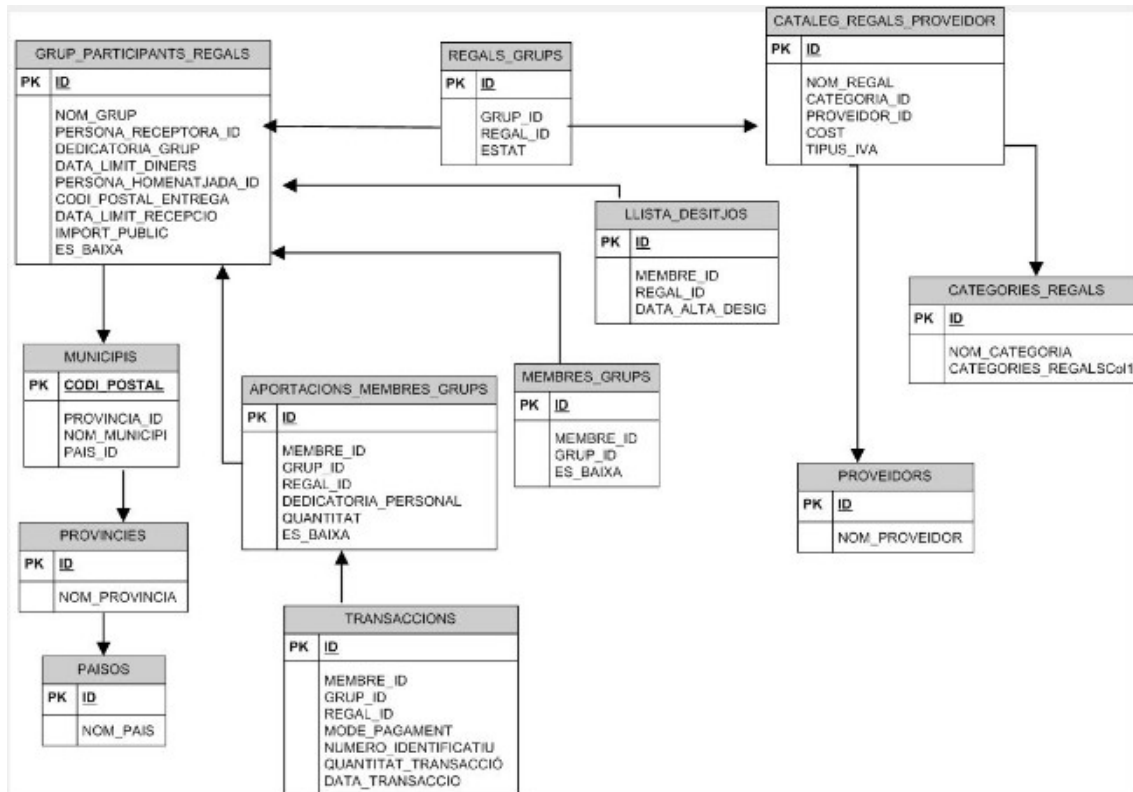 GRUP_PARTICIPANTS_REGALS
PK ID
NOM_GRUP
PERSONA_RECEPTORA_ID
DEDICATORIA_GRUP
DATA_LIMIT_DINERS
PERSONA_HOMENATJADA_ID
CODI_POSTAL_ENTREGA
DATA_LIMIT_RECEPCIO
IMPORT_PUBLIC
ES_BAIXA
REGALS_GRUPS
PK ID
GRUP_ID
REGAL_ID
ESTAT
CATALEG_REGALS_PROVEIDOR
PK ID
NOM_REGAL
CATEGORIA_ID
PROVEIDOR_ID
COST
TIPUS_IVA
LLISTA_DESITJOS
PK ID
MEMBRE_ID
REGAL_ID
DATA_ALTA_DESIG
CATEGORIES_REGALS
PK ID
NOM_CATEGORIA
CATEGORIES_REGALSCol1
MUNICIPIS
PK CODI_POSTAL
PROVINCIA_ID
NOM_MUNICIPI
PAIS_ID
APORTACIONS_MEMBRES_GRUPS
PK ID
MEMBRE_ID
GRUP_ID
REGAL_ID
DEDICATORIA_PERSONAL
QUANTITAT
ES_BAIXA
MEMBRES_GRUPS
PK ID
MEMBRE_ID
GRUP_ID
ES_BAIXA
PROVEIDORS
PK ID
NOM_PROVEIDOR
PROVINCIES
PK ID
NOM_PROVINCIA
TRANSACCIONS
PK ID
MEMBRE_ID
GRUP_ID
REGAL_ID
MODE_PAGAMENT
NUMERO_IDENTIFICATIU
QUANTITAT_TRANSACCIÓ
DATA_TRANSACCIO
PAISOS
PK ID
NOM_PAIS